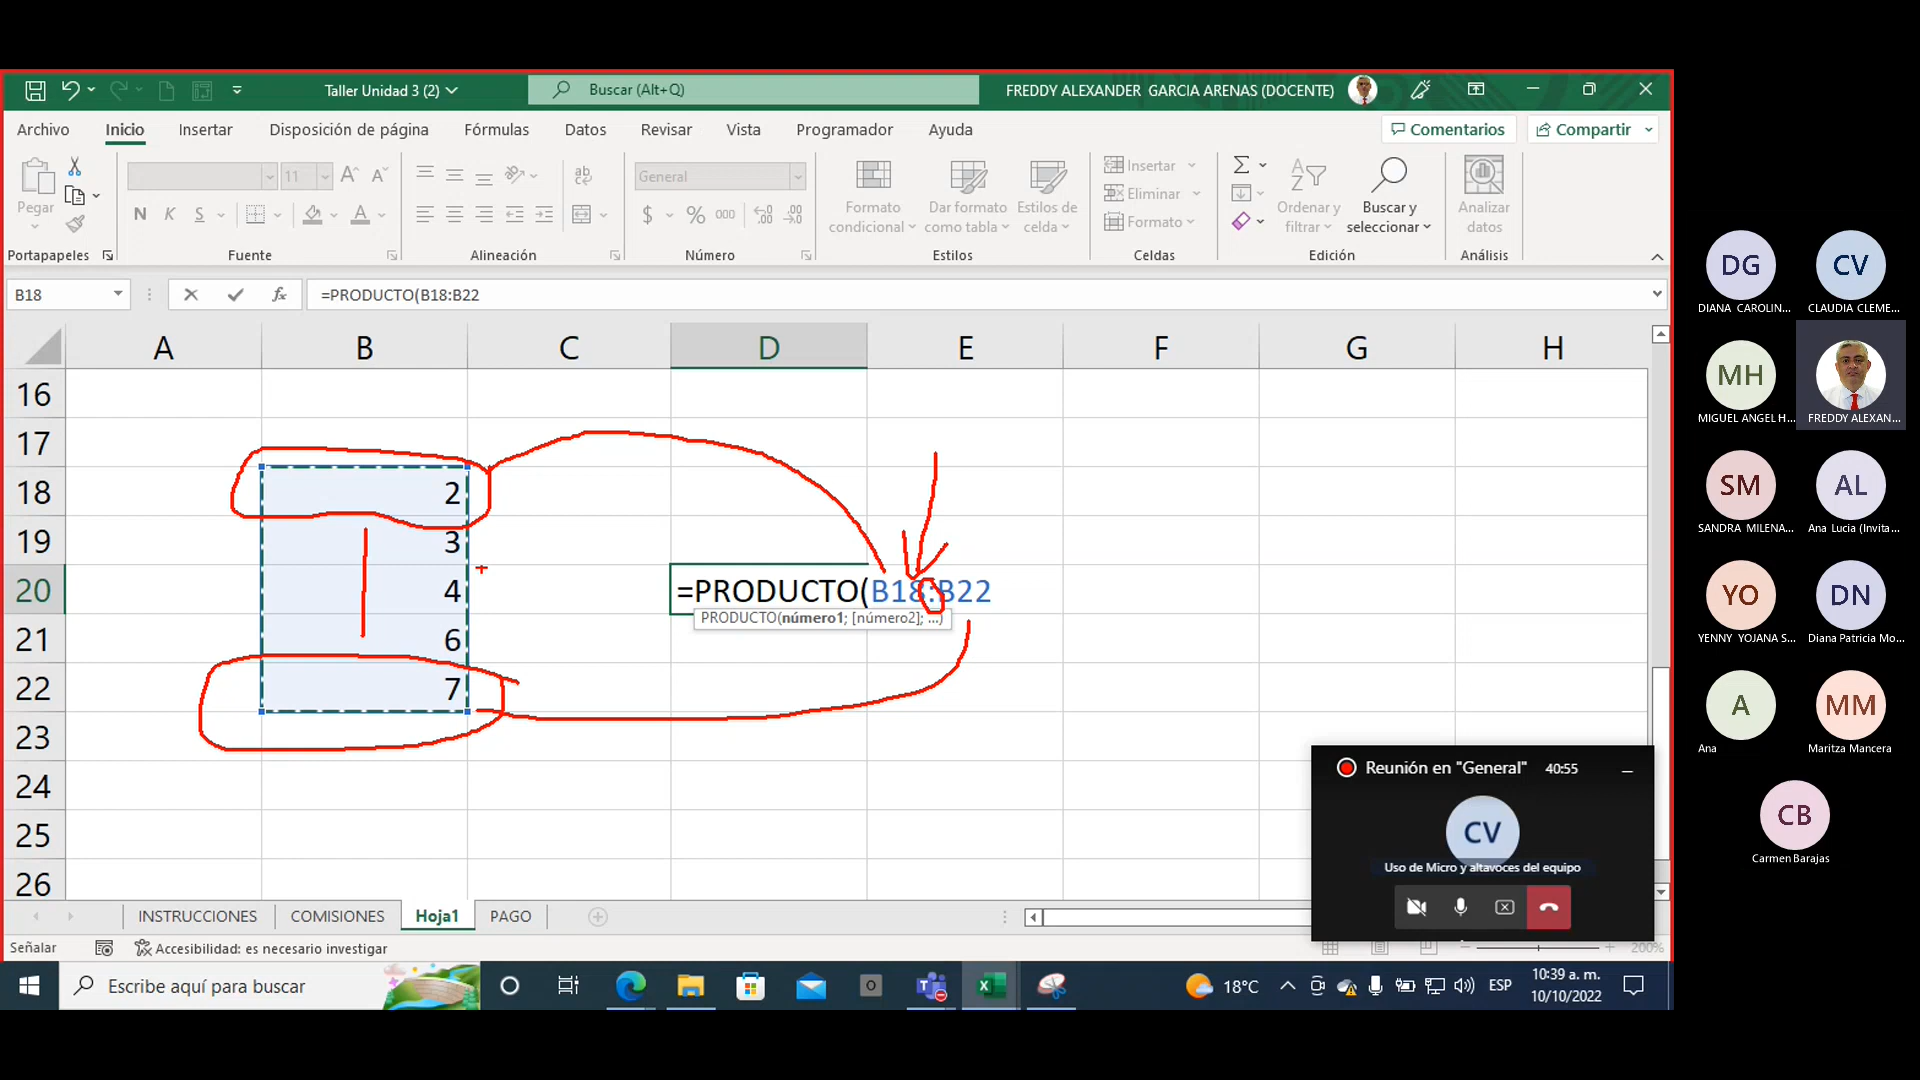 Taller Unidad 3 (2)
Buscar (Alt+Q)
FREDDY ALEXANDER GARCIA ARENAS (DOCENTE)
Archivo Inicio Insertar Disposición de página Fórmulas Datos Revisar Vista Programador Ayuda
Comentarios Compartir
Pegar
11
General
Insertar
Eliminar
Formato
N K S
A
$ % 000
Formato condicional
Dar formato como tabla
Estilos de celda
Ordenar y filtrar
Buscar y seleccionar
Analizar datos
Portapapeles Fuente Alineación Número Estilos Celdas Edición Análisis
B18
fx
=PRODUCTO(B18:B22
A B C D E F G H
16
17
18 2
19 3
20 4 =PRODUCTO(B18:B22
PRODUCTO(número1; [número2]; ...)
21 6
22 7
23
24
25
26
INSTRUCCIONES COMISIONES Hoja1 PAGO
Señalar
Accesibilidad: es necesario investigar
200%
Reunión en "General" 40:55
CV
Uso de Micro y altavoces del equipo
Escribe aquí para buscar
18°C
ESP
10:39 a. m.
10/10/2022
DG CV
DIANA CAROLIN... CLAUDIA CLEME...
MH
MIGUEL ANGEL H... FREDDY ALEXAN...
SM AL
SANDRA MILENA... Ana Lucia (Invita...
YO DN
YENNY YOJANA S... Diana Patricia Mo...
A MM
Ana Maritza Mancera
CB
Carmen Barajas